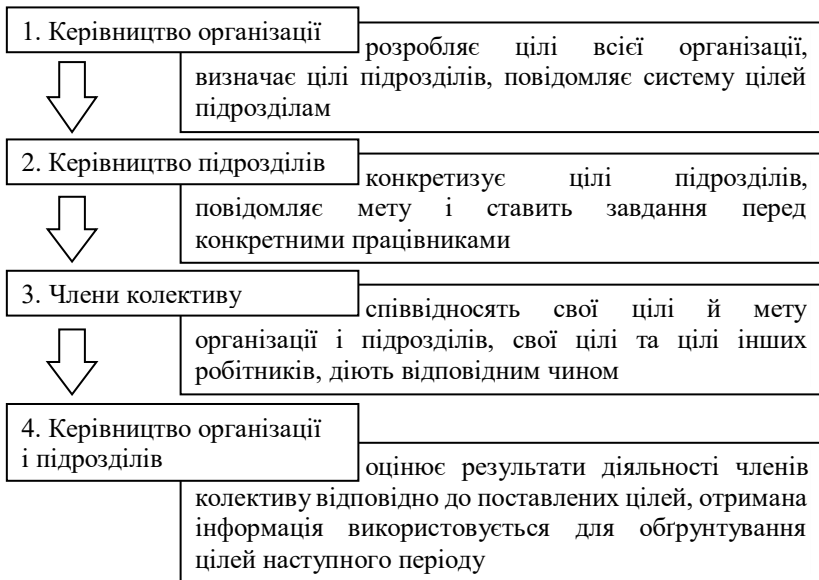 1. Керівництво організації
розробляє цілі всієї організації,
визначає цілі підрозділів, повідомляє систему цілей
підрозділам
2. Керівництво підрозділів
конкретизує цілі підрозділів,
повідомляє мету і ставить завдання перед
конкретними працівниками
3. Члени колективу
співвідносять свої цілі й мету
організації і підрозділів, свої цілі та цілі інших
робітників, діють відповідним чином
4. Керівництво організації
і підрозділів
оцінює результати діяльності членів
колективу відповідно до поставлених цілей, отримана
інформація використовується для обґрунтування
цілей наступного періоду